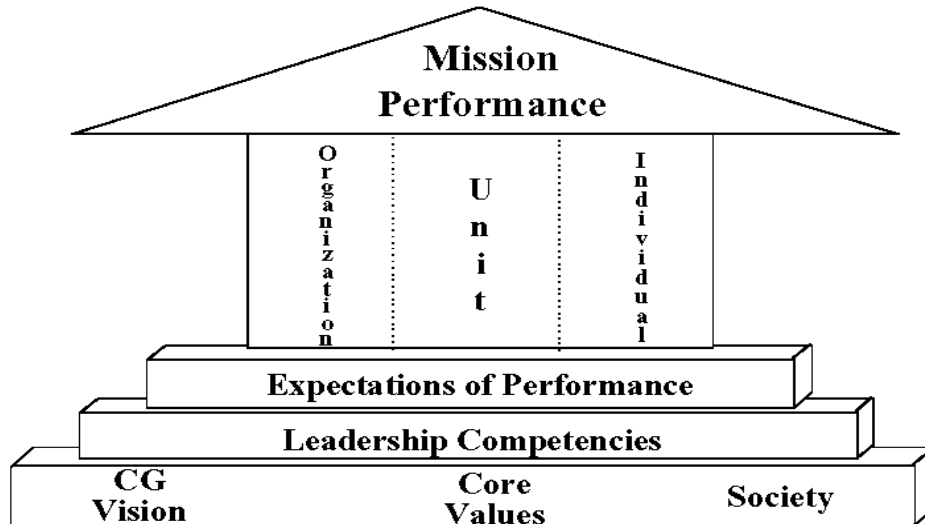 Mission
Performance
Organization
Unit
Individual
Expectations of Performance
Leadership Competencies
CG
Vision
Core
Values
Society